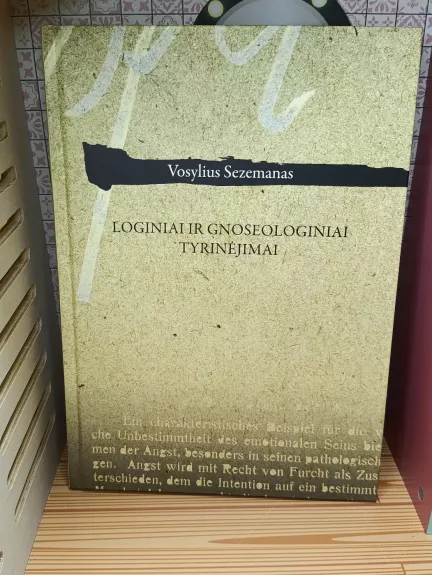 Vosylius Sezemanas
LOGINIAI IR GNOSEOLOGINIAI
TYRINĖJIMAI
Ein charakteristisches Beispiel für die
che Unbestimmtheit des emotionalen Seins bie
men der Angst, besonders in seinen pathologisch
gen. Angst wird mit Recht von Furcht als Zus
terschieden, dem die Intention auf ein bestimmt